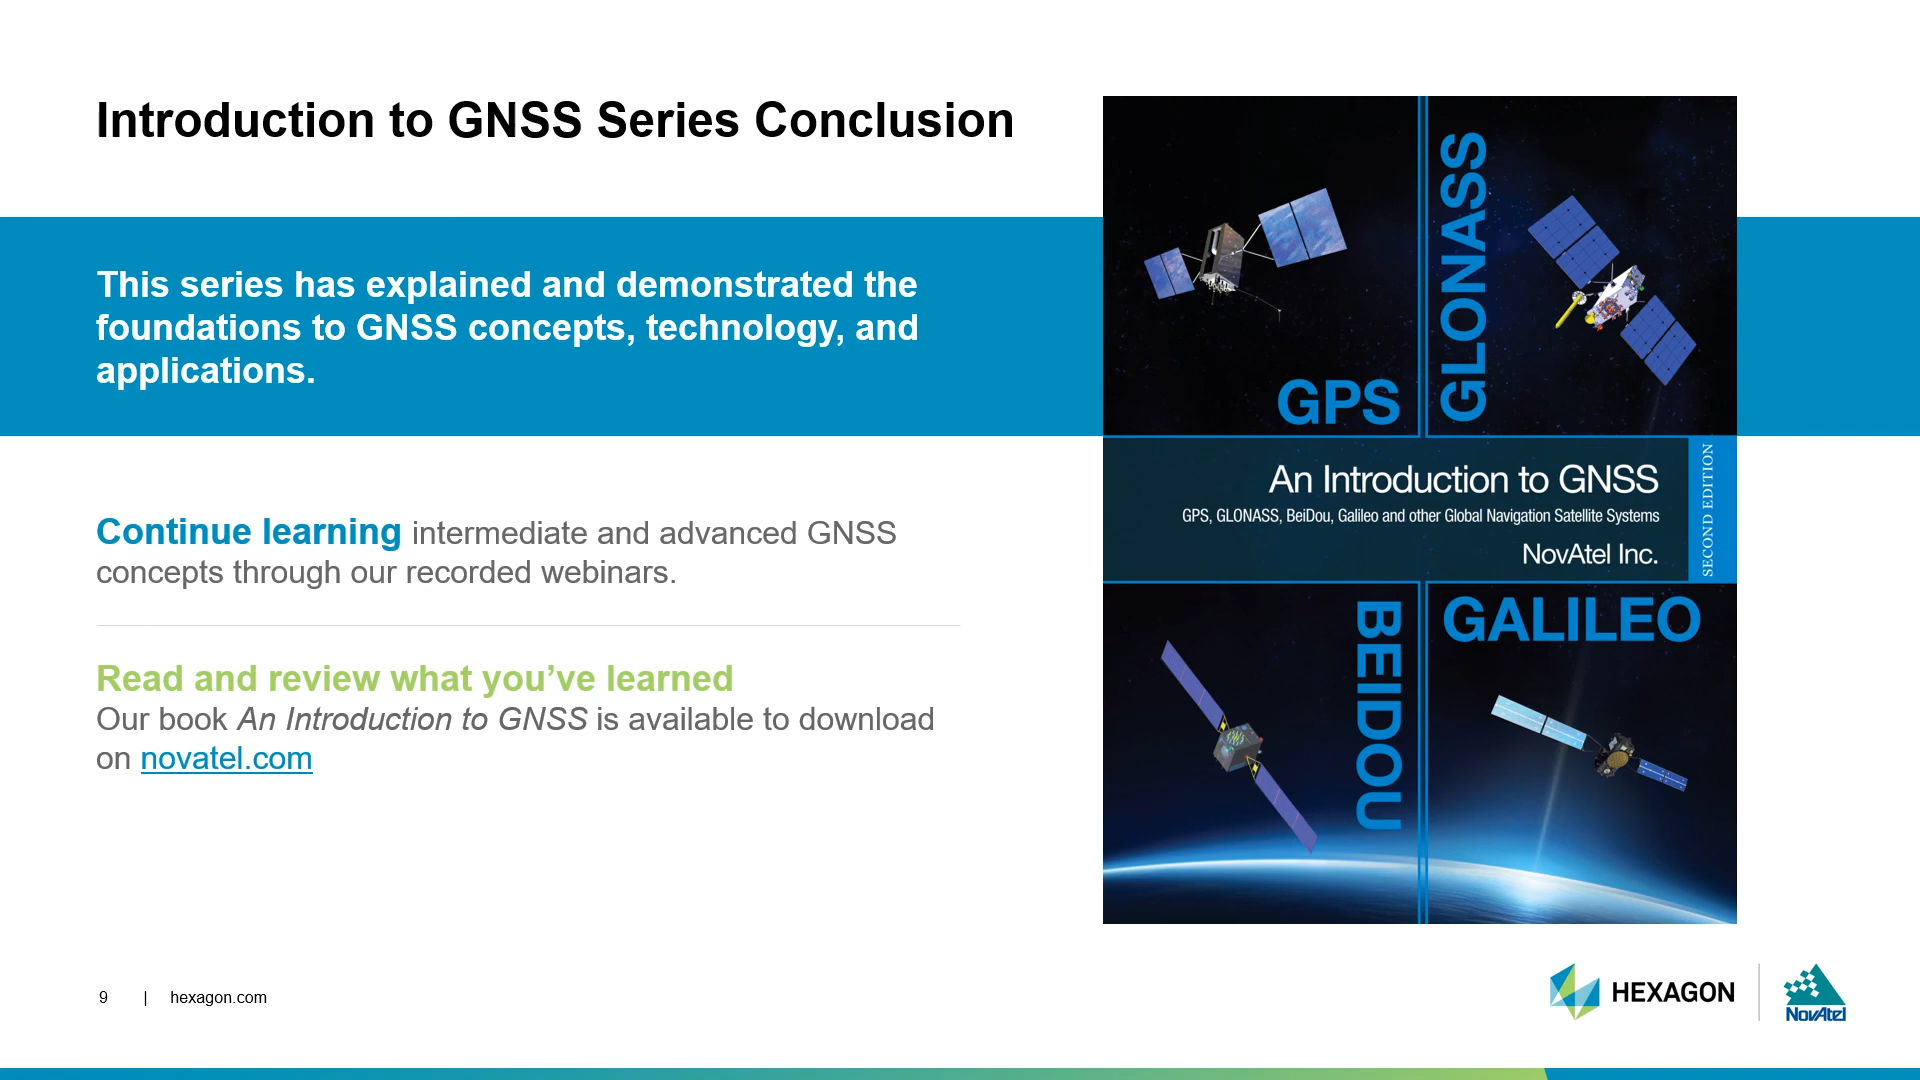 Introduction to GNSS Series Conclusion
This series has explained and demonstrated the
foundations to GNSS concepts, technology, and
applications.
Continue learning intermediate and advanced GNSS
concepts through our recorded webinars.
Read and review what you’ve learned
Our book An Introduction to GNSS is available to download
on novatel.com
GPS
GLONASS
An Introduction to GNSS
GPS, GLONASS, BeiDou, Galileo and other Global Navigation Satellite Systems
NovAtel Inc.
SECOND EDITION
BEIDOU
GALILEO
9 | hexagon.com
HEXAGON
NovAtel